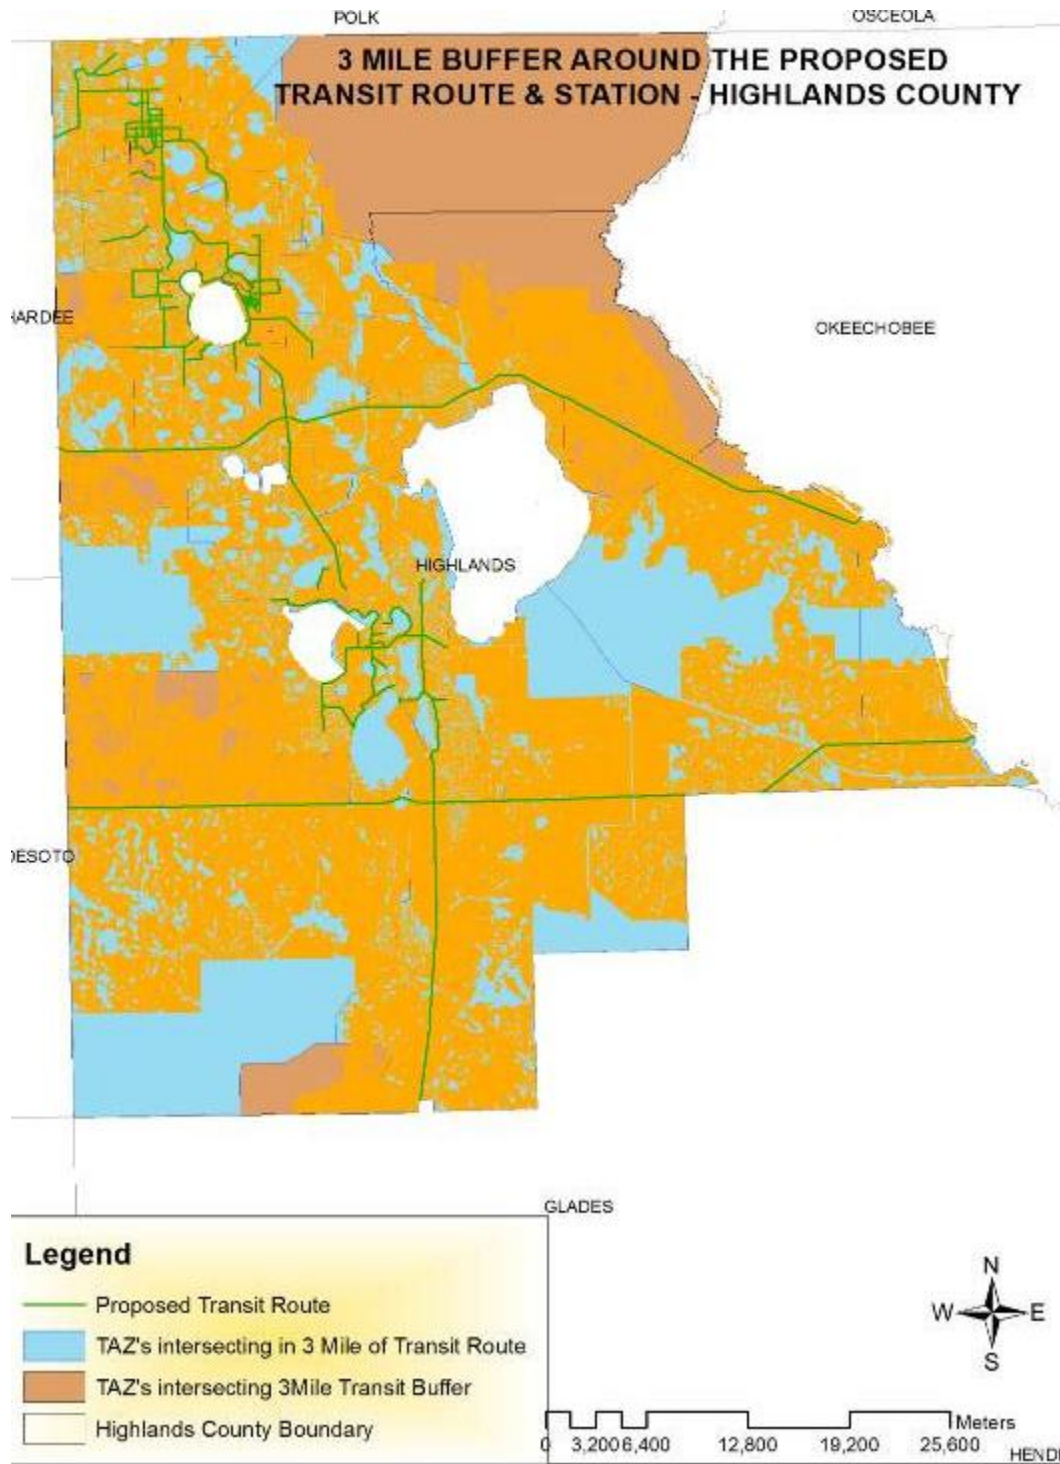 POLK
OSCEOLA
3 MILE BUFFER AROUND THE PROPOSED
TRANSIT ROUTE & STATION - HIGHLANDS COUNTY
ARDEE
OKEECHOBEE
HIGHLANDS
DESOTO
GLADES
Legend
Proposed Transit Route
TAZ's intersecting in 3 Mile of Transit Route
TAZ's intersecting 3Mile Transit Buffer
Highlands County Boundary
N
W E
S
Meters
0 3,200 6,400 12,800 19,200 25,600
HEND